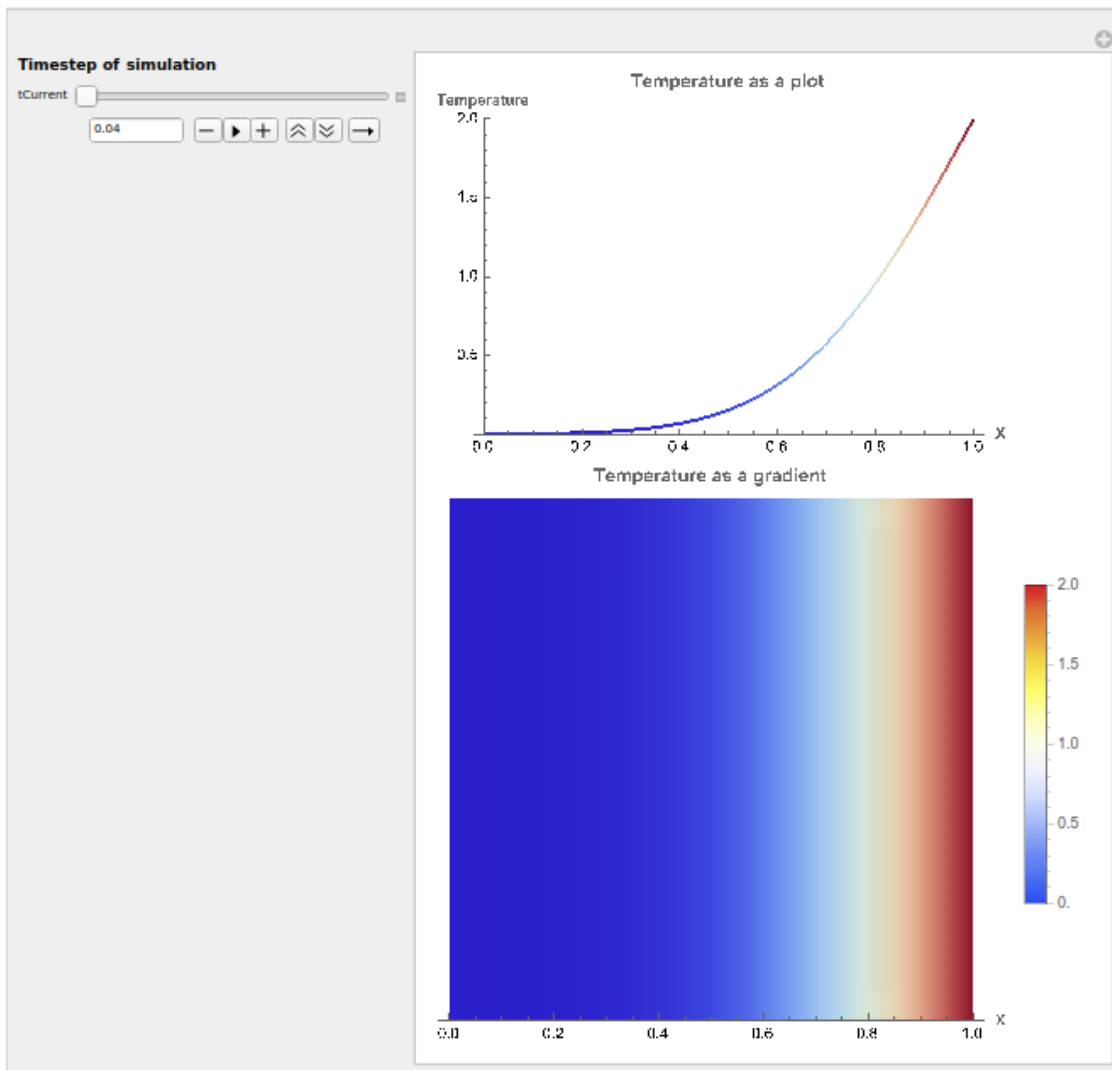 Timestep of simulation
tCurrent
0.04
Temperature as a plot
Temperature
2.0
1.5
1.0
0.5
0.0 0.2 0.4 0.6 0.8 1.0 X
Temperature as a gradient
2.0
1.5
1.0
0.5
0.
0.0 0.2 0.4 0.6 0.8 1.0 X